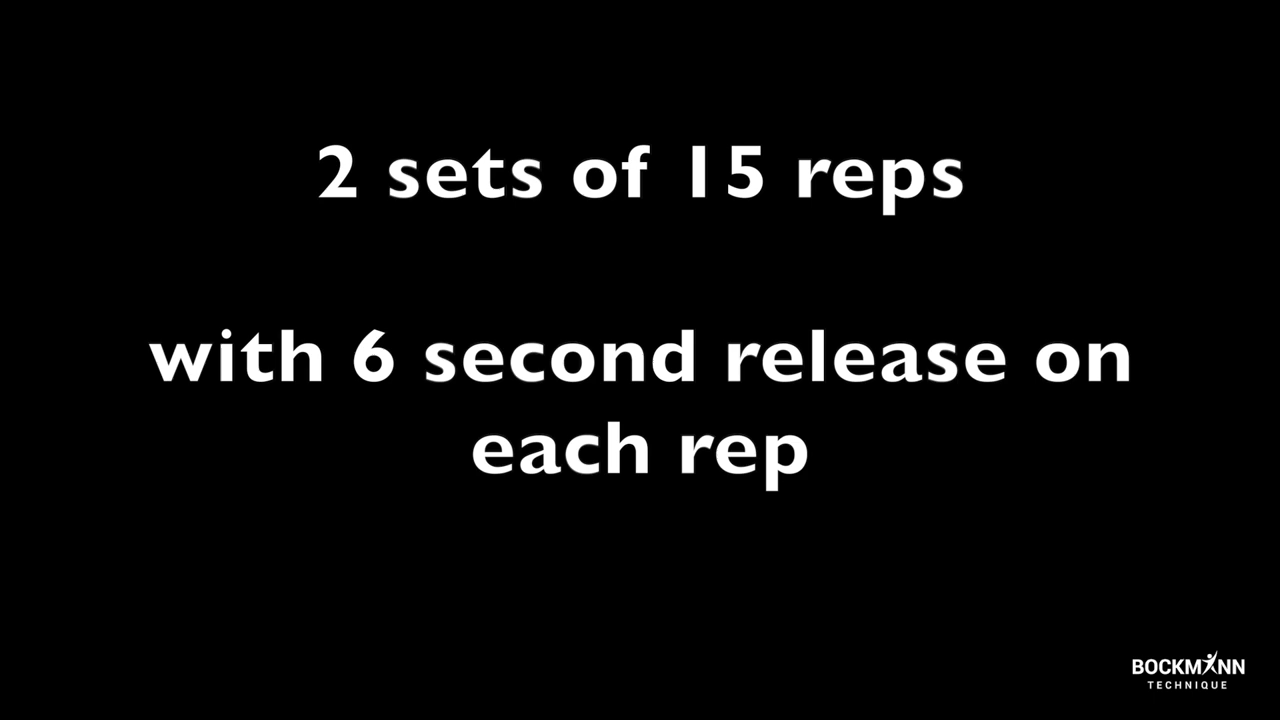 2 sets of 15 reps
with 6 second release on
each rep
BOCKMANN
TECHNIQUE